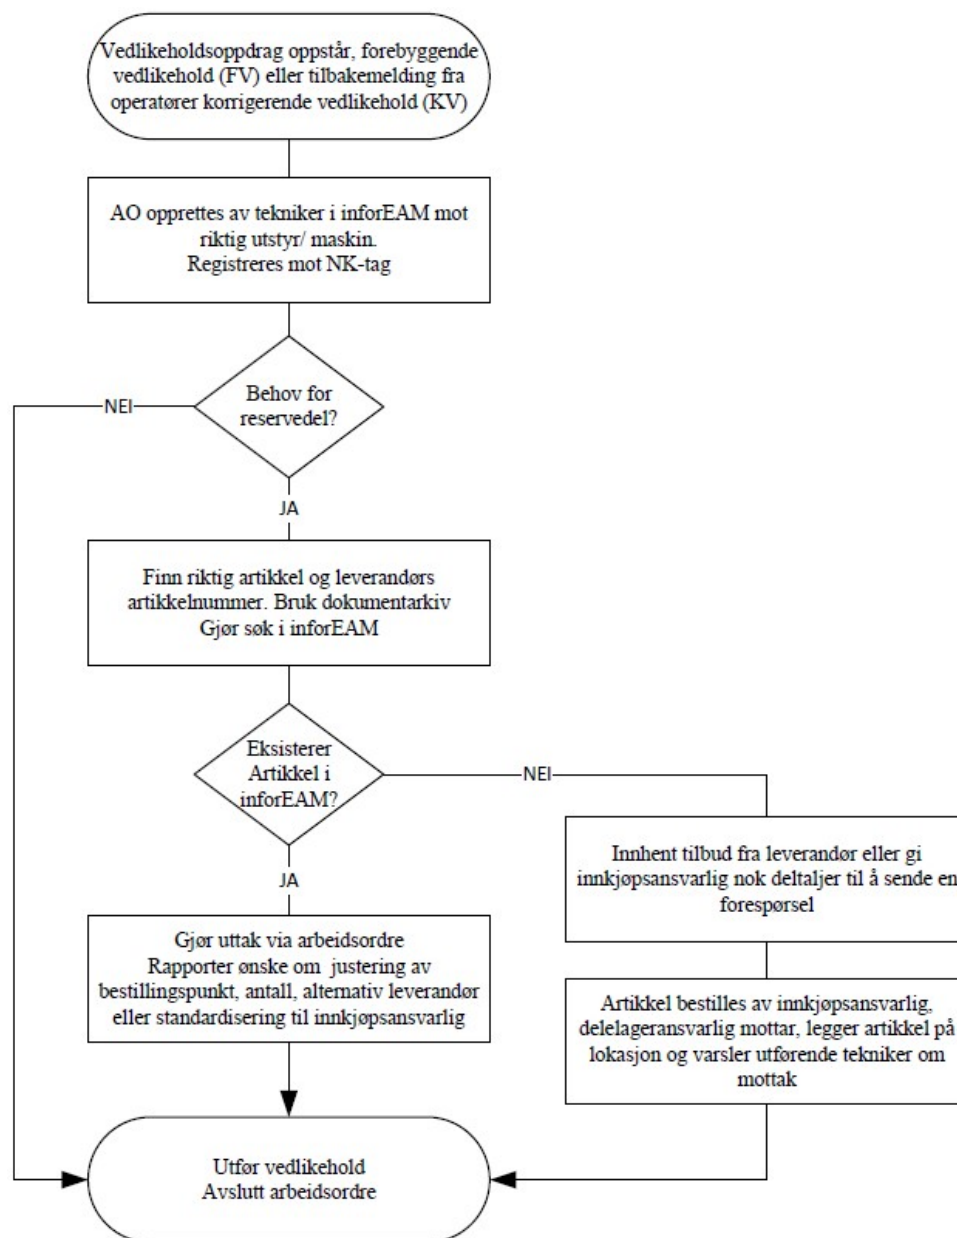 Vedlikeholdsoppdrag oppstår, forebyggende
vedlikehold (FV) eller tilbakemelding fra
operatører korrigerende vedlikehold (KV)
AO opprettes av tekniker i inforEAM mot
riktig utstyr/ maskin.
Registreres mot NK-tag
Behov for
reservedel?
NEI
JA
Finn riktig artikkel og leverandørs
artikkelnummer. Bruk dokumentarkiv
Gjør søk i inforEAM
Eksisterer
Artikkel i
inforEAM?
NEI
JA
Innhent tilbud fra leverandør eller gi
innkjøpsansvarlig nok deltaljer til å sende en
forespørsel
Gjør uttak via arbeidsordre
Rapporter ønske om justering av
bestillingspunkt, antall, alternativ leverandør
eller standardisering til innkjøpsansvarlig
Artikkel bestilles av innkjøpsansvarlig,
delelageransvarlig mottar, legger artikkel på
lokasjon og varsler utførende tekniker om
mottak
Utfør vedlikehold
Avslutt arbeidsordre